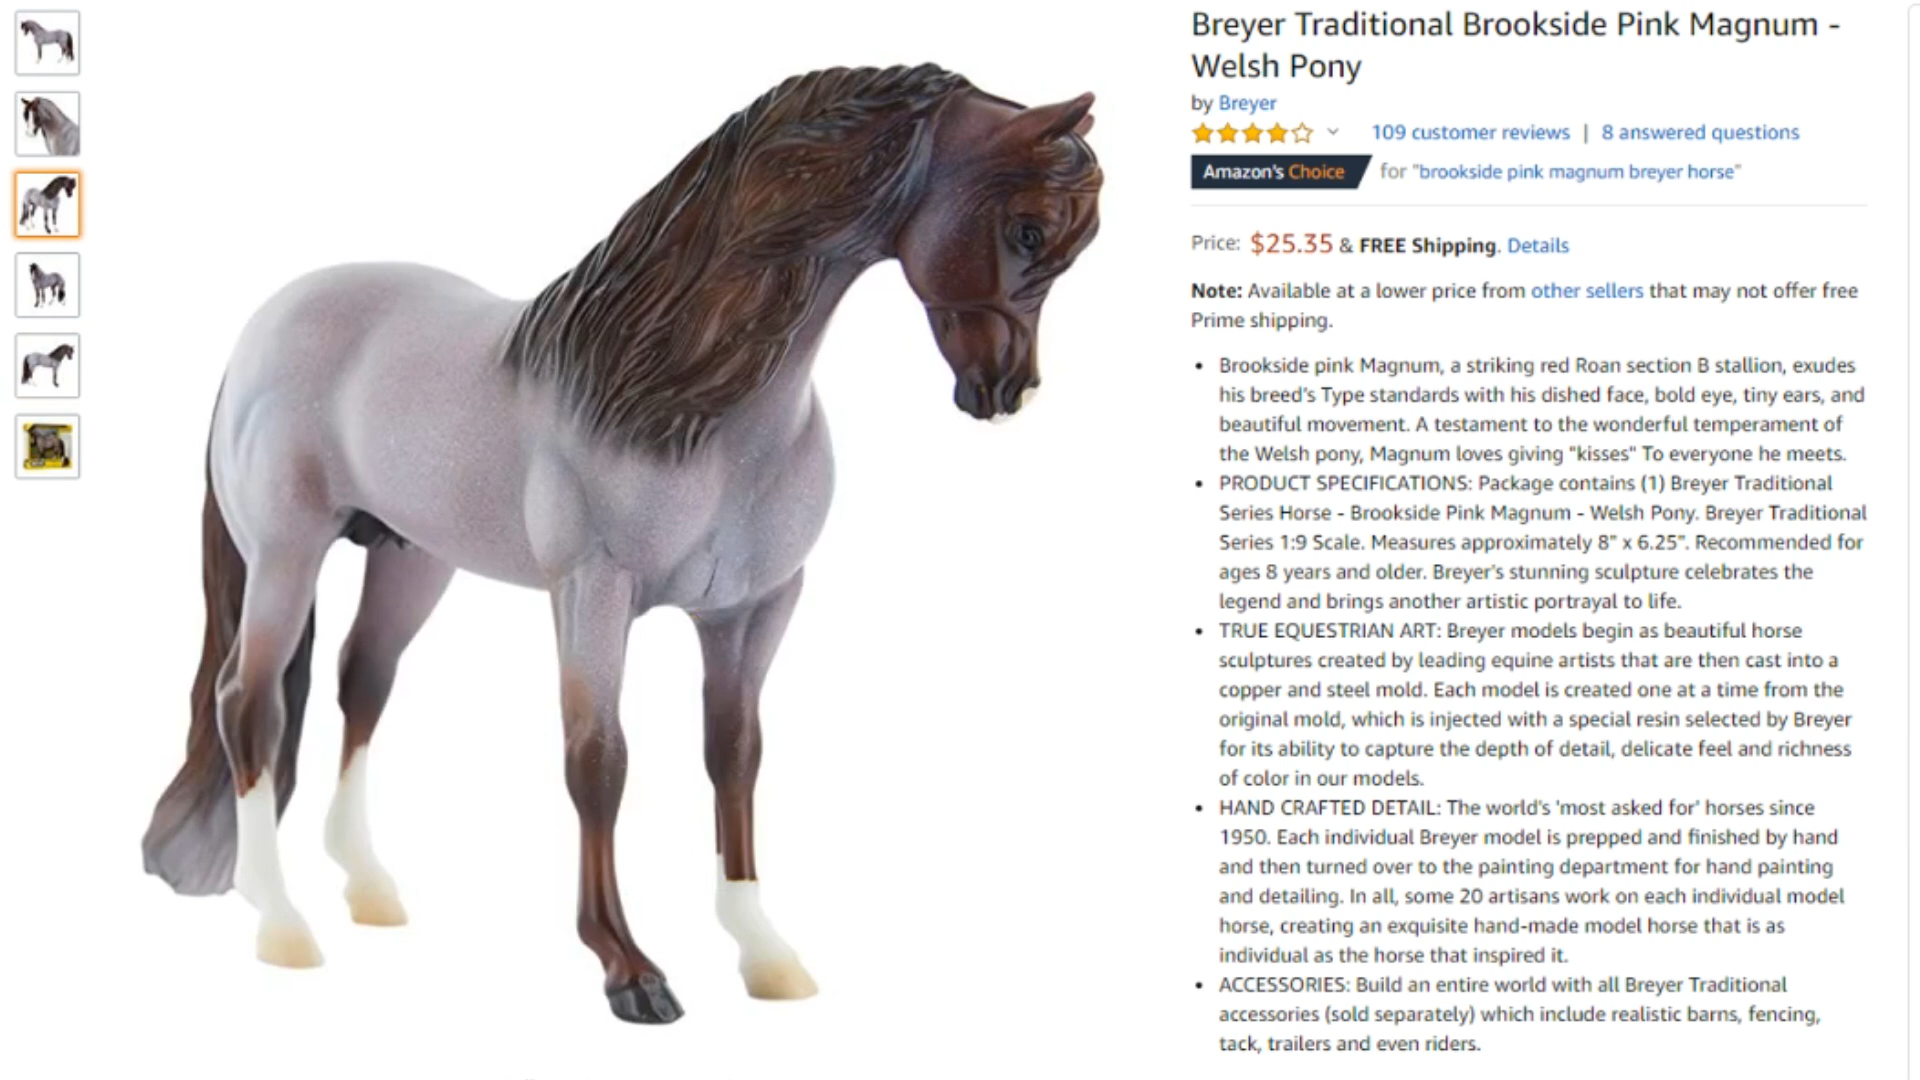 Breyer Traditional Brookside Pink Magnum -
Welsh Pony
by Breyer
109 customer reviews | 8 answered questions
Amazon's Choice for "brookside pink magnum breyer horse"
Price: $25.35 & FREE Shipping. Details
Note: Available at a lower price from other sellers that may not offer free
Prime shipping.
• Brookside pink Magnum, a striking red Roan section B stallion, exudes
his breed's Type standards with his dished face, bold eye, tiny ears, and
beautiful movement. A testament to the wonderful temperament of
the Welsh pony, Magnum loves giving "kisses" To everyone he meets.
• PRODUCT SPECIFICATIONS: Package contains (1) Breyer Traditional
Series Horse - Brookside Pink Magnum - Welsh Pony. Breyer Traditional
Series 1:9 Scale. Measures approximately 8" x 6.25". Recommended for
ages 8 years and older. Breyer's stunning sculpture celebrates the
legend and brings another artistic portrayal to life.
• TRUE EQUESTRIAN ART: Breyer models begin as beautiful horse
sculptures created by leading equine artists that are then cast into a
copper and steel mold. Each model is created one at a time from the
original mold, which is injected with a special resin selected by Breyer
for its ability to capture the depth of detail, delicate feel and richness
of color in our models.
• HAND CRAFTED DETAIL: The world's 'most asked for' horses since
1950. Each individual Breyer model is prepped and finished by hand
and then turned over to the painting department for hand painting
and detailing. In all, some 20 artisans work on each individual model
horse, creating an exquisite hand-made model horse that is as
individual as the horse that inspired it.
• ACCESSORIES: Build an entire world with all Breyer Traditional
accessories (sold separately) which include realistic barns, fencing,
tack, trailers and even riders.